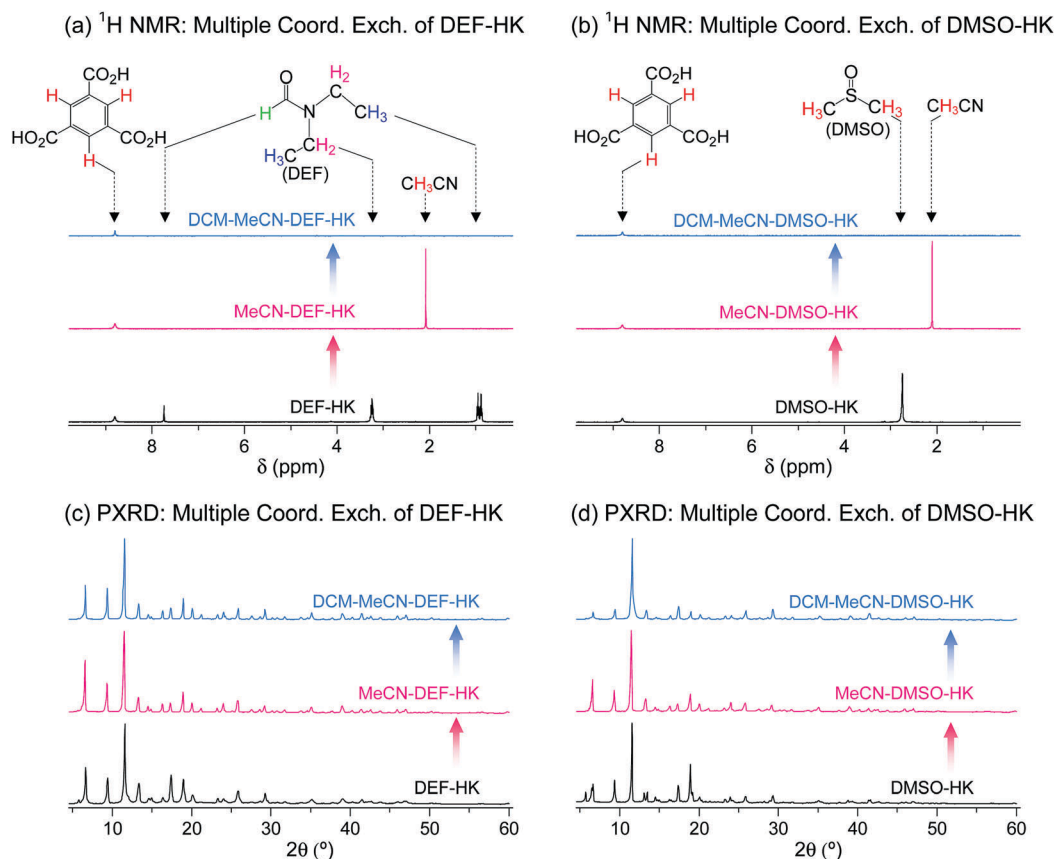 (a) ¹H NMR: Multiple Coord. Exch. of DEF-HK
CO₂H
H H
HO₂C CO₂H
H
O H₂
H N CH₃
H₃C CH₂
(DEF)
CH₃CN
DCM-MeCN-DEF-HK
MeCN-DEF-HK
DEF-HK
8 6 4 2
δ (ppm)
(b) ¹H NMR: Multiple Coord. Exch. of DMSO-HK
CO₂H
H H
HO₂C CO₂H
H
O
S
H₃C CH₃
(DMSO)
CH₃CN
DCM-MeCN-DMSO-HK
MeCN-DMSO-HK
DMSO-HK
8 6 4 2
δ (ppm)
(c) PXRD: Multiple Coord. Exch. of DEF-HK
DCM-MeCN-DEF-HK
MeCN-DEF-HK
DEF-HK
10 20 30 40 50 60
2θ (º)
(d) PXRD: Multiple Coord. Exch. of DMSO-HK
DCM-MeCN-DMSO-HK
MeCN-DMSO-HK
DMSO-HK
10 20 30 40 50 60
2θ (º)